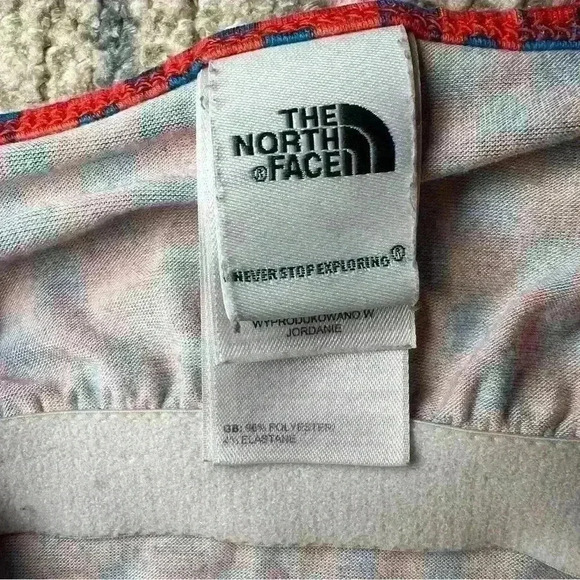 THE
NORTH
®FACE
NEVER STOP EXPLORING®
WYPRODUKOWANO W
JORDANIE
GB: 96% POLYESTER
4% ELASTANE